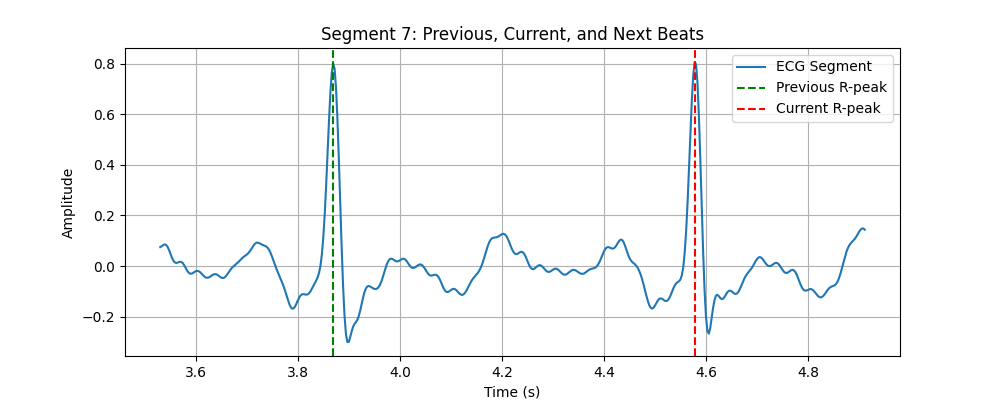 Segment 7: Previous, Current, and Next Beats
ECG Segment
Previous R-peak
Current R-peak
Amplitude
0.8
0.6
0.4
0.2
0.0
−0.2
3.6 3.8 4.0 4.2 4.4 4.6 4.8
Time (s)